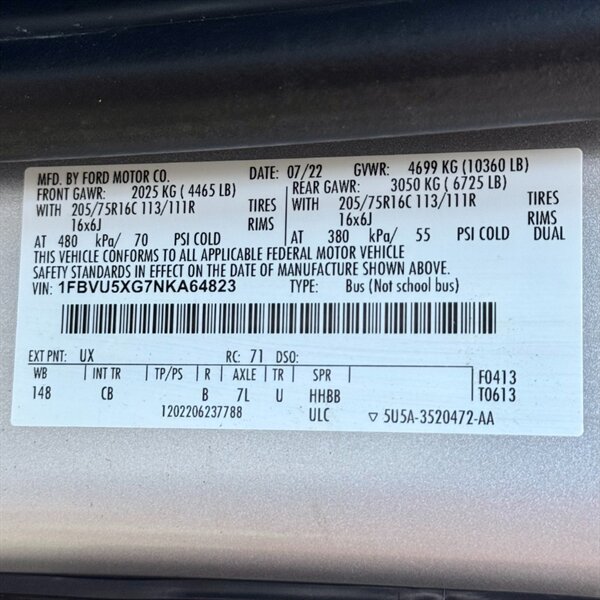 MFD. BY FORD MOTOR CO. DATE: 07/22 GVWR: 4699 KG (10360 LB)
FRONT GAWR: 2025 KG ( 4465 LB) REAR GAWR: 3050 KG ( 6725 LB)
WITH 205/75R16C 113/111R TIRES WITH 205/75R16C 113/111R TIRES
16x6J RIMS 16x6J RIMS
AT 480 kPa/ 70 PSI COLD AT 380 kPa/ 55 PSI COLD DUAL
THIS VEHICLE CONFORMS TO ALL APPLICABLE FEDERAL MOTOR VEHICLE
SAFETY STANDARDS IN EFFECT ON THE DATE OF MANUFACTURE SHOWN ABOVE.
VIN: 1FBVU5XG7NKA64823 TYPE: Bus (Not school bus)
EXT PNT: UX RC: 71 DSO:
WB INT TR TP/PS R AXLE TR SPR F0413
148 CB B 7L U HHBB T0613
1202206237788 ULC ▽ 5U5A-3520472-AA